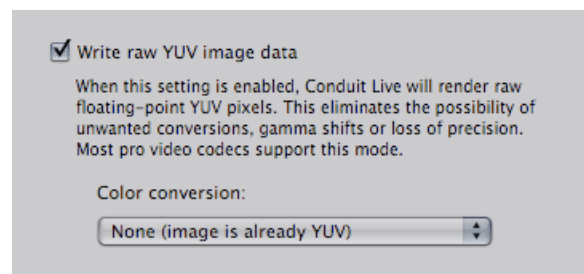 Write raw YUV image data
When this setting is enabled, Conduit Live will render raw
floating-point YUV pixels. This eliminates the possibility of
unwanted conversions, gamma shifts or loss of precision.
Most pro video codecs support this mode.
Color conversion:
None (image is already YUV)